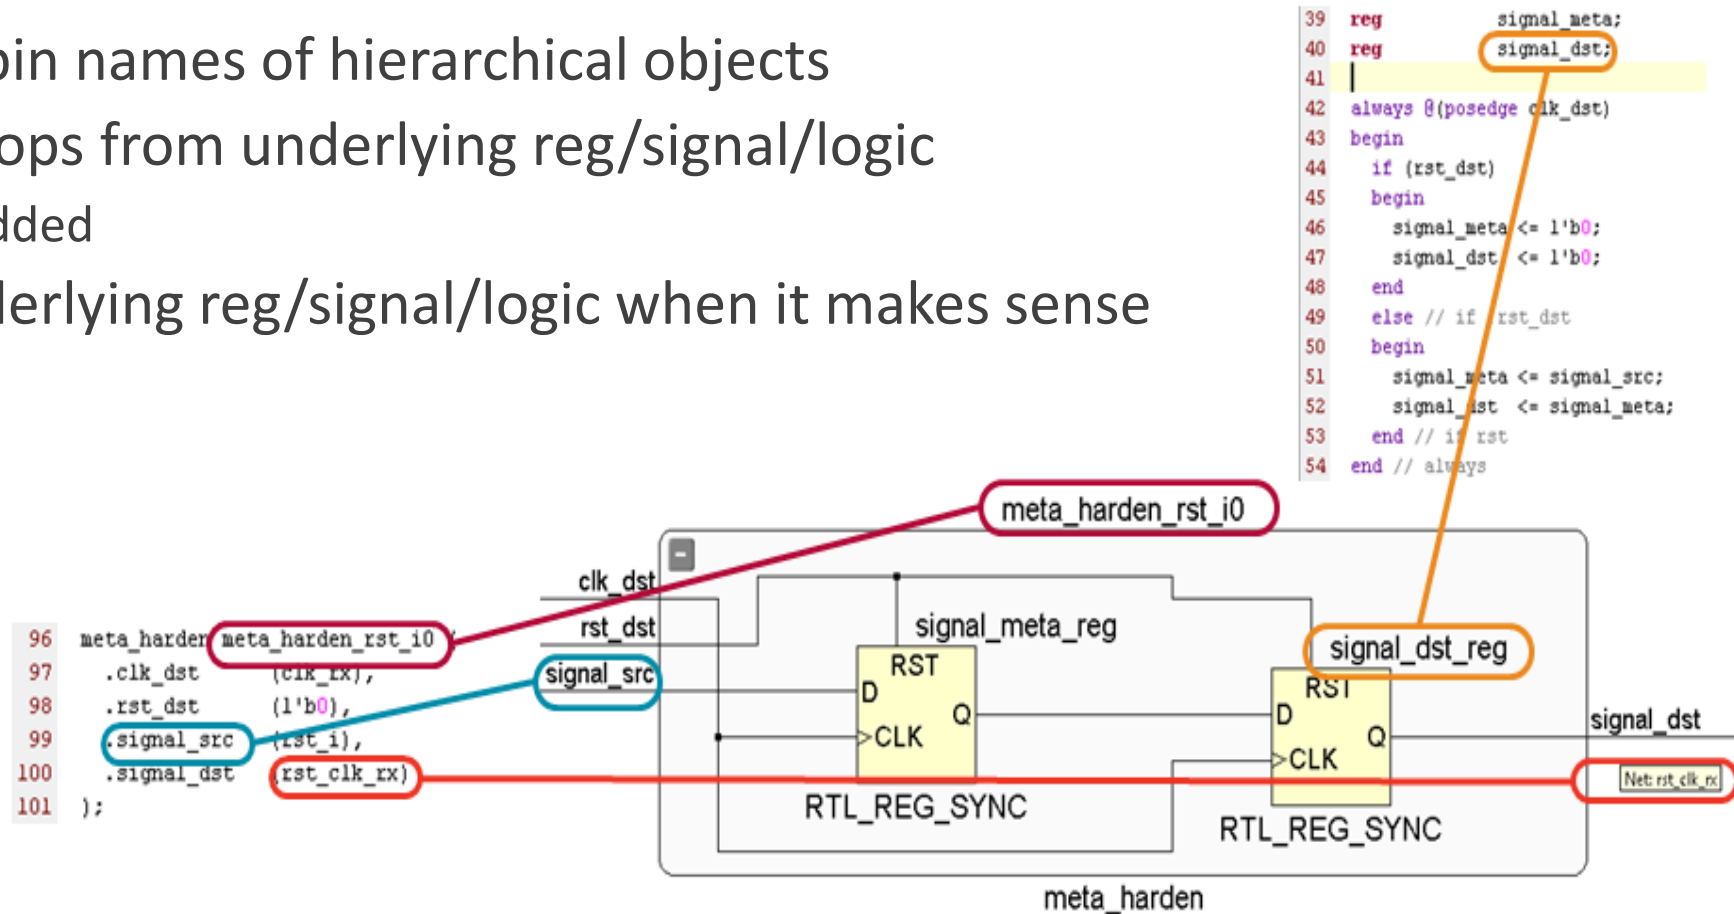 pin names of hierarchical objects
ops from underlying reg/signal/logic
dded
derlying reg/signal/logic when it makes sense
39 reg signal_meta;
40 reg signal_dst;
41
42 always @(posedge clk_dst)
43 begin
44 if (rst_dst)
45 begin
46 signal_meta <= 1'b0;
47 signal_dst <= 1'b0;
48 end
49 else // if rst_dst
50 begin
51 signal_meta <= signal_src;
52 signal_dst <= signal_meta;
53 end // if rst
54 end // always
meta_harden_rst_i0
clk_dst
rst_dst
signal_src
signal_meta_reg
RST
D
Q
CLK
RTL_REG_SYNC
signal_dst_reg
RST
D
Q
CLK
RTL_REG_SYNC
signal_dst
Net: rst_clk_rx
meta_harden
96 meta_harden meta_harden_rst_i0 (
97 .clk_dst (clk_rx),
98 .rst_dst (1'b0),
99 .signal_src (rst_i),
100 .signal_dst (rst_clk_rx)
101 );